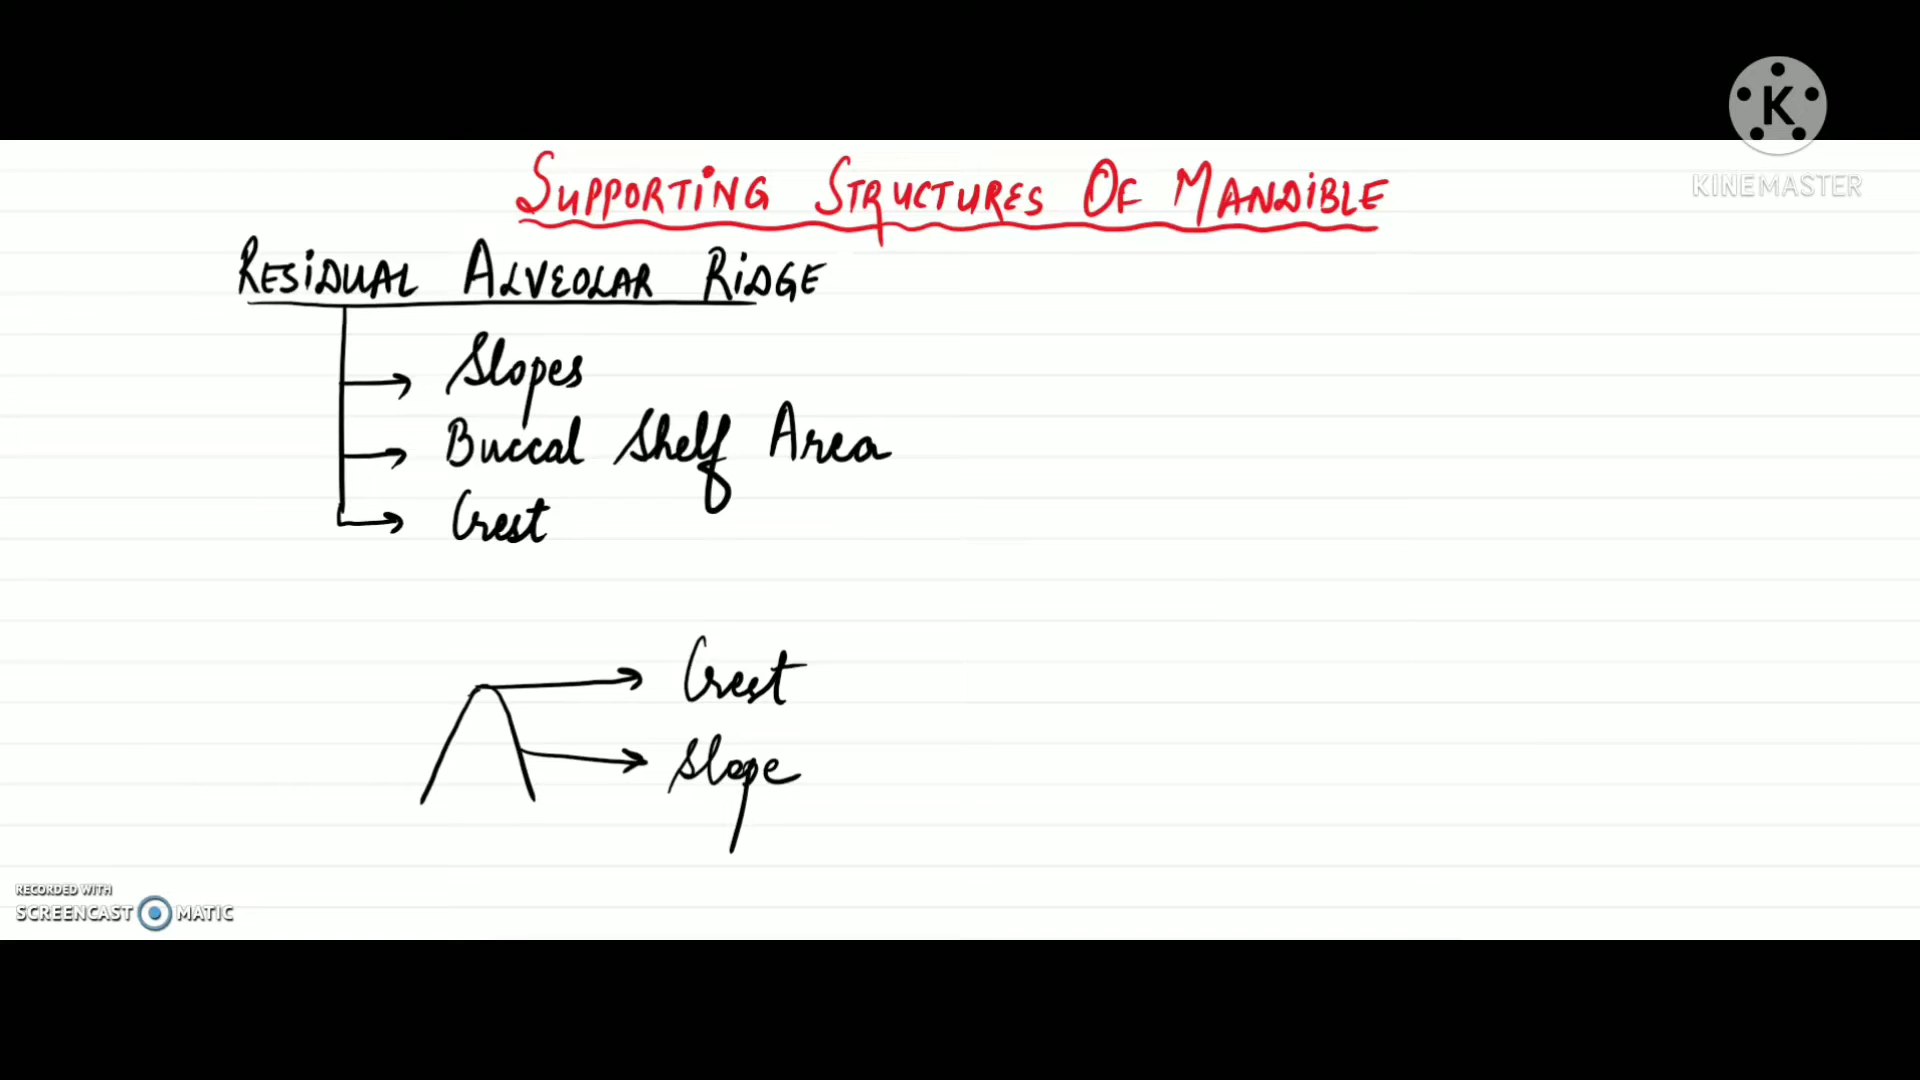 K
KINEMASTER
SUPPORTING STRUCTURES OF MANDIBLE
RESIDUAL ALVEOLAR RIDGE
Slopes
Buccal Shelf Area
Crest
Crest
Slope
RECORDED WITH
SCREENCAST MATIC